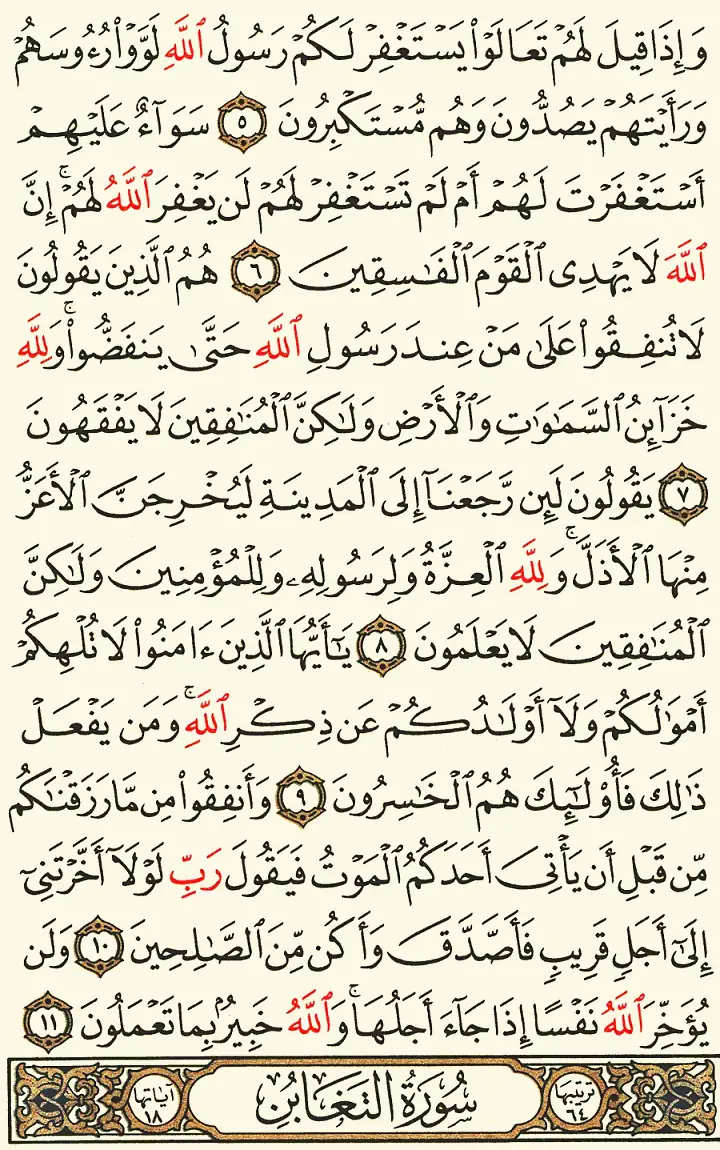 وَإِذَا قِيلَ لَهُمْ تَعَالَوْا۟ يَسْتَغْفِرْ لَكُمْ رَسُولُ ٱللَّهِ لَوَّوْا۟ رُءُوسَهُمْ
وَرَأَيْتَهُمْ يَصُدُّونَ وَهُم مُّسْتَكْبِرُونَ ٥ سَوَآءٌ عَلَيْهِمْ
أَسْتَغْفَرْتَ لَهُمْ أَمْ لَمْ تَسْتَغْفِرْ لَهُمْ لَن يَغْفِرَ ٱللَّهُ لَهُمْ ۚ إِنَّ
ٱللَّهَ لَا يَهْدِى ٱلْقَوْمَ ٱلْفَـٰسِقِينَ ٦ هُمُ ٱلَّذِينَ يَقُولُونَ
لَا تُنفِقُوا۟ عَلَىٰ مَنْ عِندَ رَسُولِ ٱللَّهِ حَتَّىٰ يَنفَضُّوا۟ ۗ وَلِلَّهِ
خَزَآئِنُ ٱلسَّمَـٰوَٰتِ وَٱلْأَرْضِ وَلَـٰكِنَّ ٱلْمُنَـٰفِقِينَ لَا يَفْقَهُونَ
٧ يَقُولُونَ لَئِن رَّجَعْنَآ إِلَى ٱلْمَدِينَةِ لَيُخْرِجَنَّ ٱلْأَعَزُّ
مِنْهَا ٱلْأَذَلَّ ۚ وَلِلَّهِ ٱلْعِزَّةُ وَلِرَسُولِهِۦ وَلِلْمُؤْمِنِينَ وَلَـٰكِنَّ
ٱلْمُنَـٰفِقِينَ لَا يَعْلَمُونَ ٨ يَـٰٓأَيُّهَا ٱلَّذِينَ ءَامَنُوا۟ لَا تُلْهِكُمْ
أَمْوَٰلُكُمْ وَلَآ أَوْلَـٰدُكُمْ عَن ذِكْرِ ٱللَّهِ ۚ وَمَن يَفْعَلْ
ذَٰلِكَ فَأُو۟لَـٰٓئِكَ هُمُ ٱلْخَـٰسِرُونَ ٩ وَأَنفِقُوا۟ مِن مَّا رَزَقْنَـٰكُم
مِّن قَبْلِ أَن يَأْتِىَ أَحَدَكُمُ ٱلْمَوْتُ فَيَقُولَ رَبِّ لَوْلَآ أَخَّرْتَنِىٓ
إِلَىٰٓ أَجَلٍ قَرِيبٍ فَأَصَّدَّقَ وَأَكُن مِّنَ ٱلصَّـٰلِحِينَ ١٠ وَلَن
يُؤَخِّرَ ٱللَّهُ نَفْسًا إِذَا جَآءَ أَجَلُهَا ۚ وَٱللَّهُ خَبِيرٌۢ بِمَا تَعْمَلُونَ ١١
ترتيبها ٦٤ سُورَةُ التَّغَابُنِ آياتها ١٨